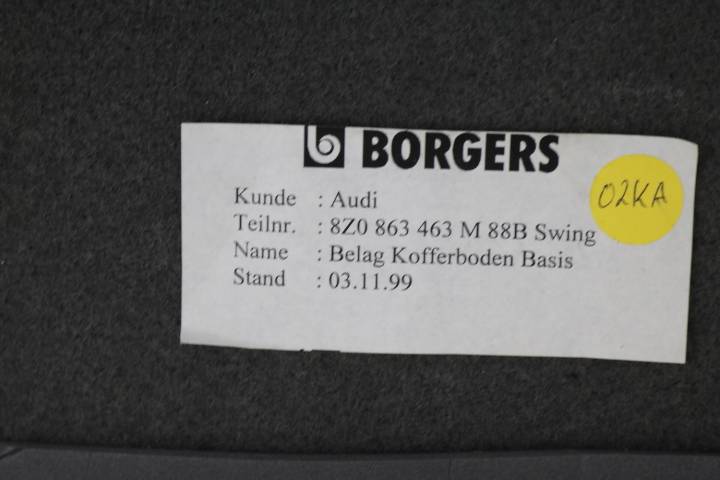 BORGERS
Kunde : Audi
Teilnr. : 8Z0 863 463 M 88B Swing
Name : Belag Kofferboden Basis
Stand : 03.11.99
02KA